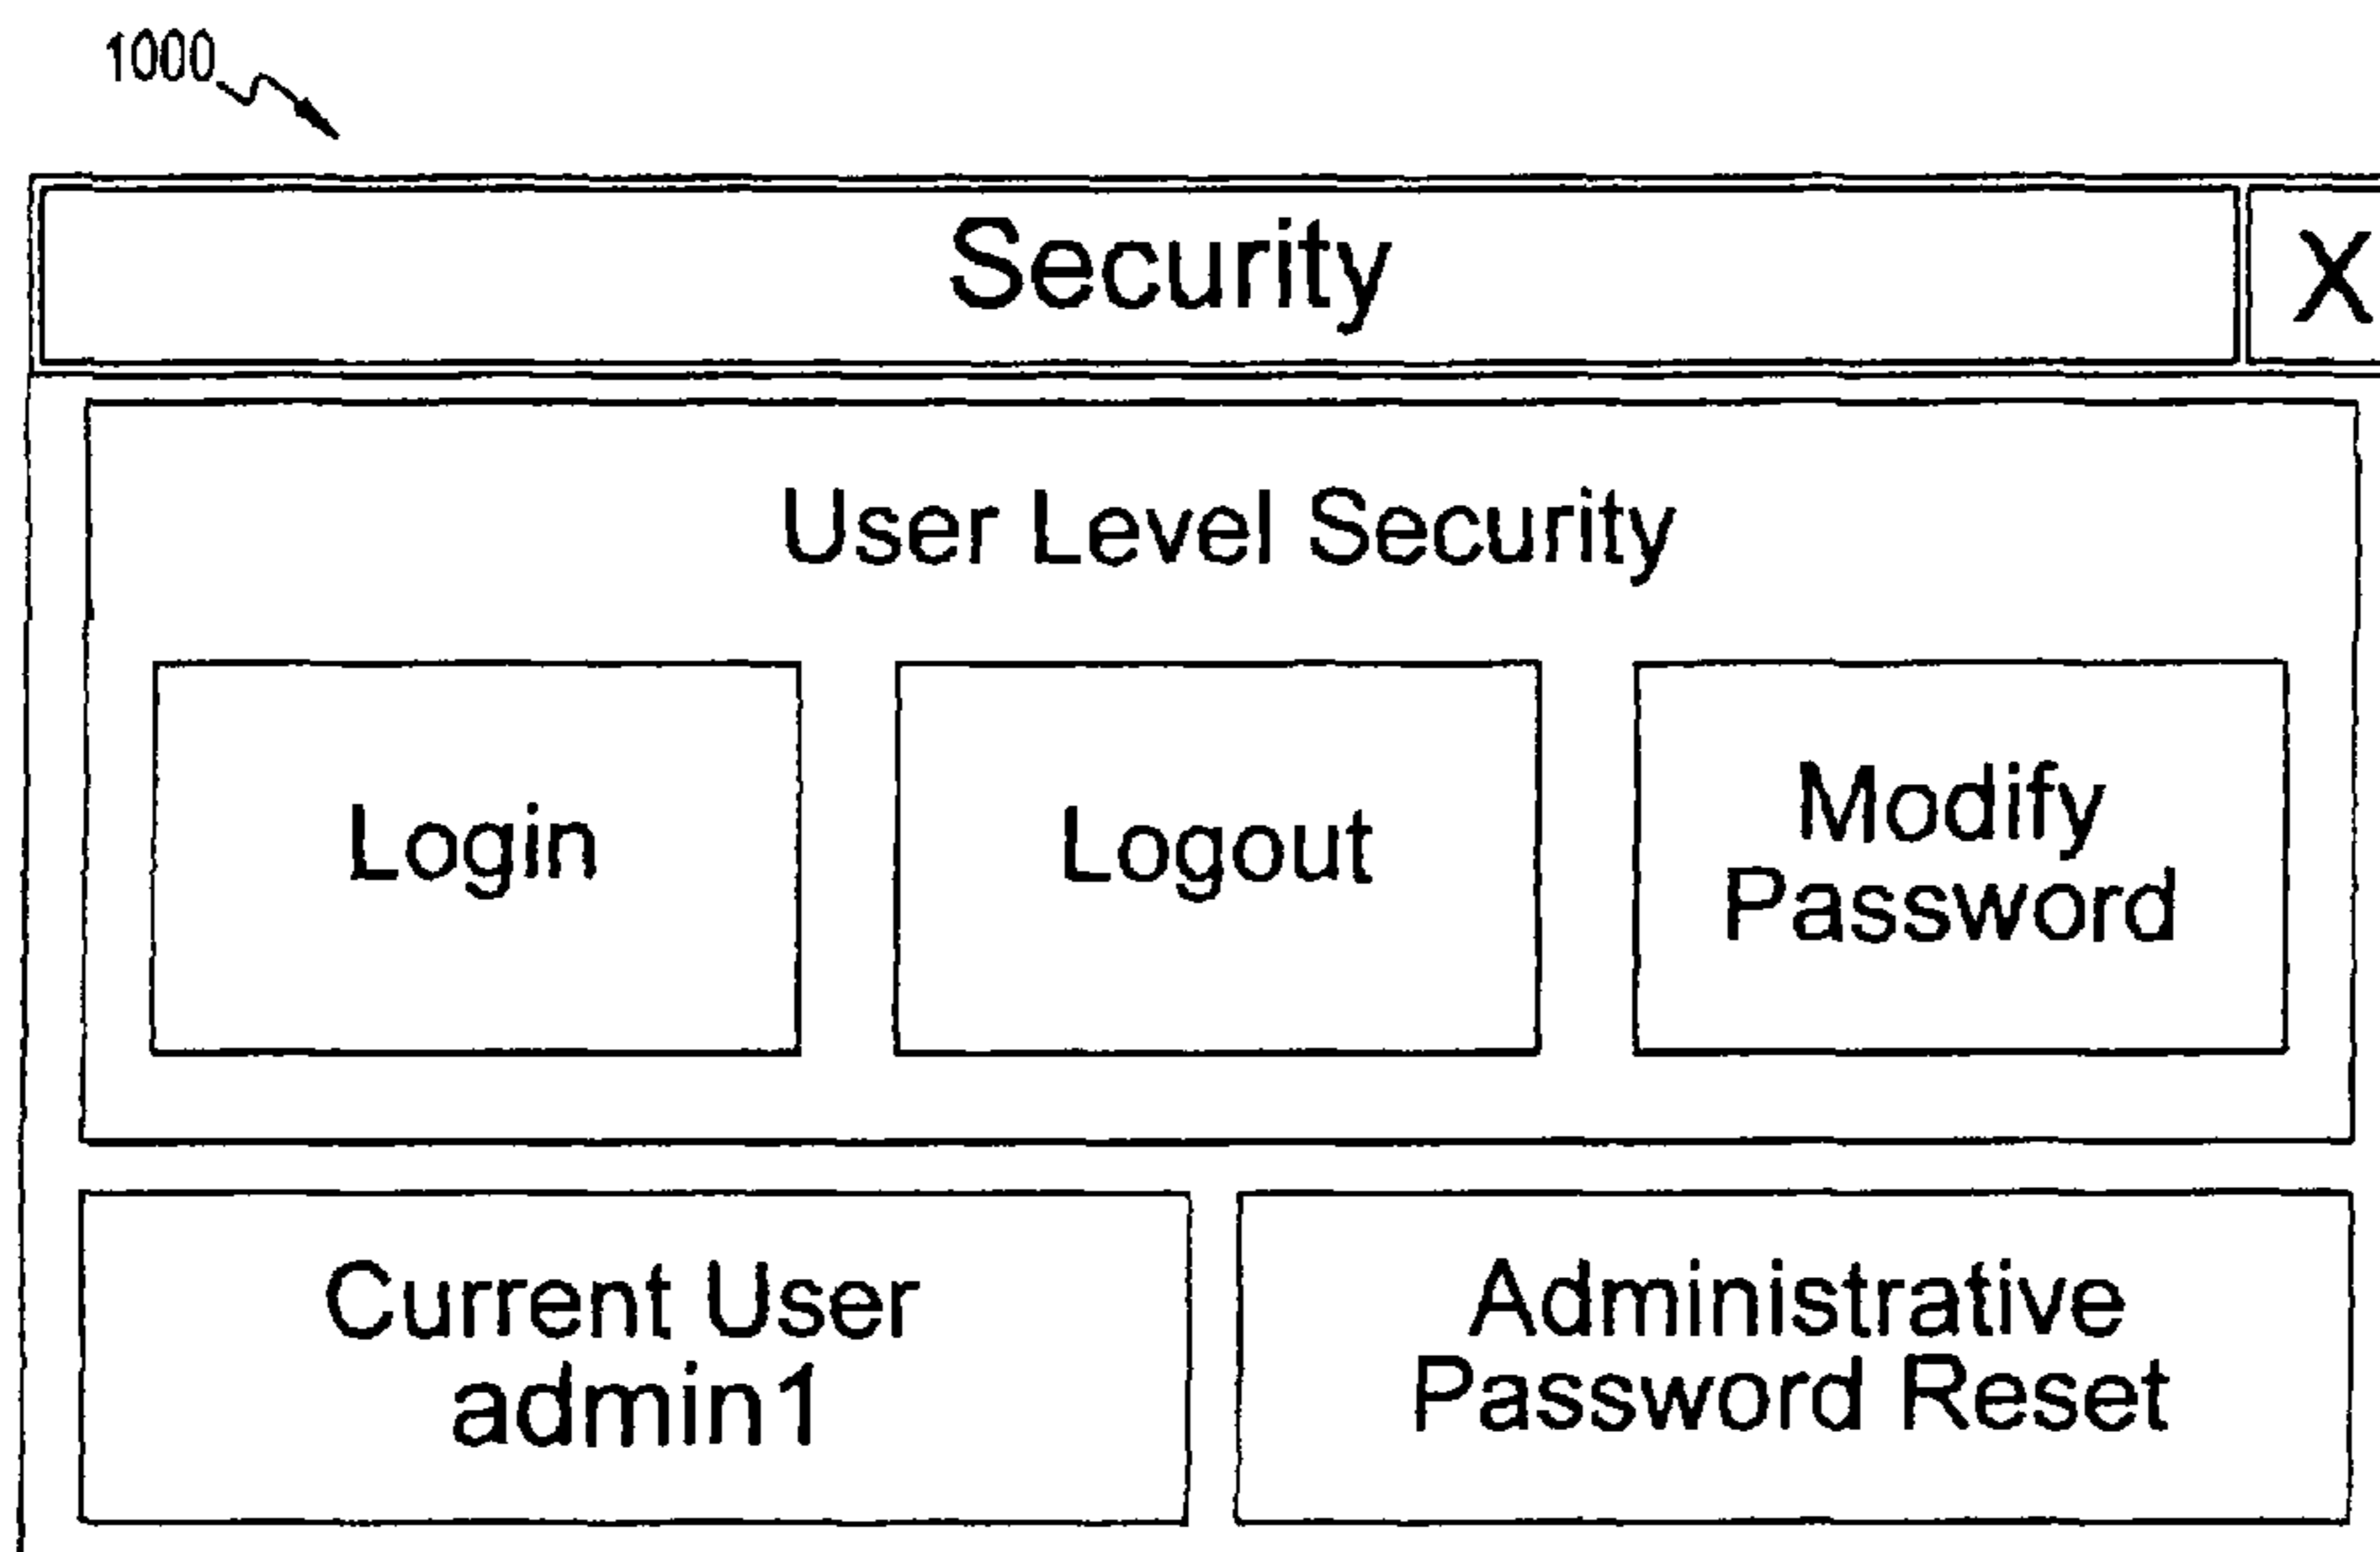 1000
Security
X
User Level Security
Login
Logout
Modify
Password
Current User
admin1
Administrative
Password Reset